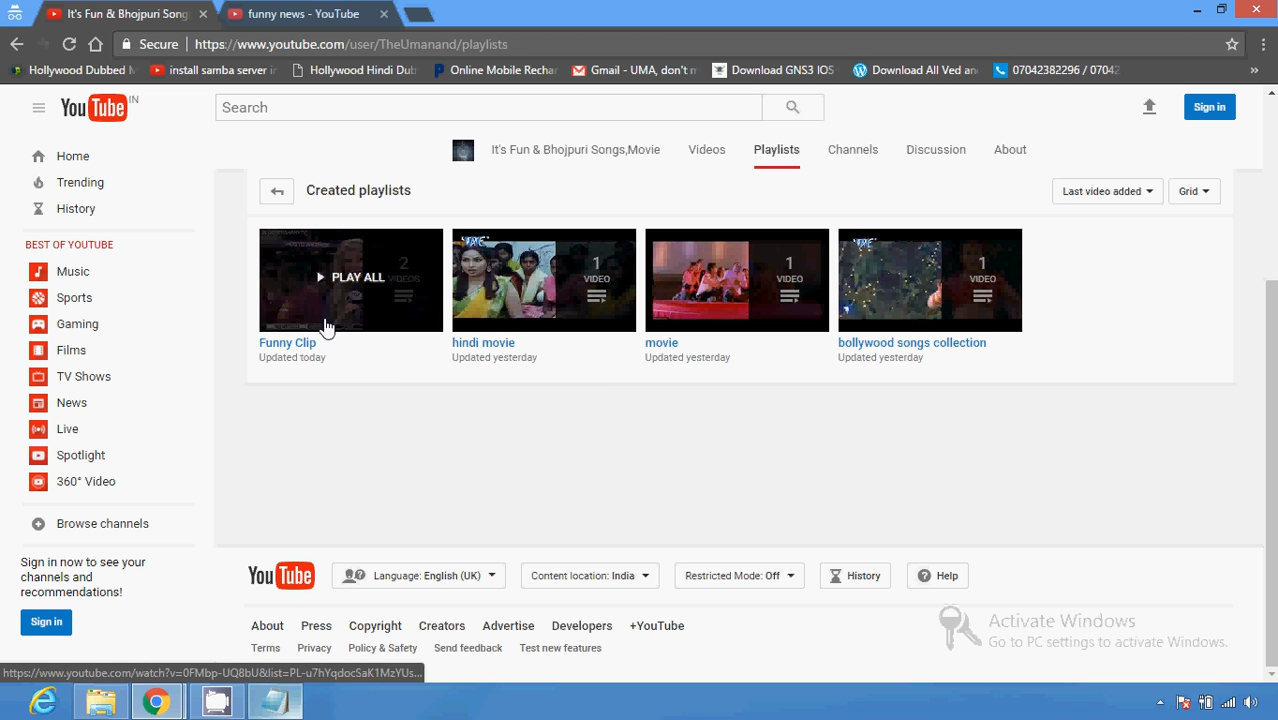 It's Fun & Bhojpuri Song
funny news - YouTube
Secure
https://www.youtube.com/user/TheUmanand/playlists
Hollywood Dubbed M
install samba server in
Hollywood Hindi Dub
Online Mobile Rechar
Gmail - UMA, don't m
Download GNS3 IOS
Download All Ved an
07042382296 / 0704
YouTube IN
Search
Sign in
It's Fun & Bhojpuri Songs,Movie
Videos
Playlists
Channels
Discussion
About
Home
Trending
History
BEST OF YOUTUBE
Music
Sports
Gaming
Films
TV Shows
News
Live
Spotlight
360° Video
Browse channels
Sign in now to see your
channels and
recommendations!
Sign in
Created playlists
Last video added
Grid
PLAY ALL
2
VIDEOS
1
VIDEO
1
VIDEO
1
VIDEO
Funny Clip
Updated today
hindi movie
Updated yesterday
movie
Updated yesterday
bollywood songs collection
Updated yesterday
YouTube
Language: English (UK)
Content location: India
Restricted Mode: Off
History
Help
About
Press
Copyright
Creators
Advertise
Developers
+YouTube
Terms
Privacy
Policy & Safety
Send feedback
Test new features
Activate Windows
Go to PC settings to activate Windows.
https://www.youtube.com/watch?v=0FMbp-UQ8bU&list=PL-u7hYqdocSaK1MzYUs...